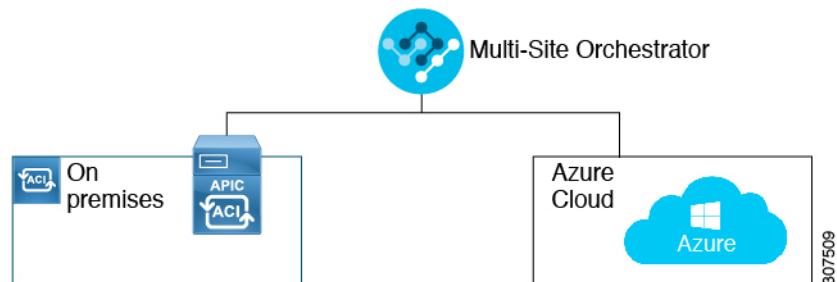 Multi-Site Orchestrator
ACI
On
premises
APIC
ACI
Azure
Cloud
Azure
307509